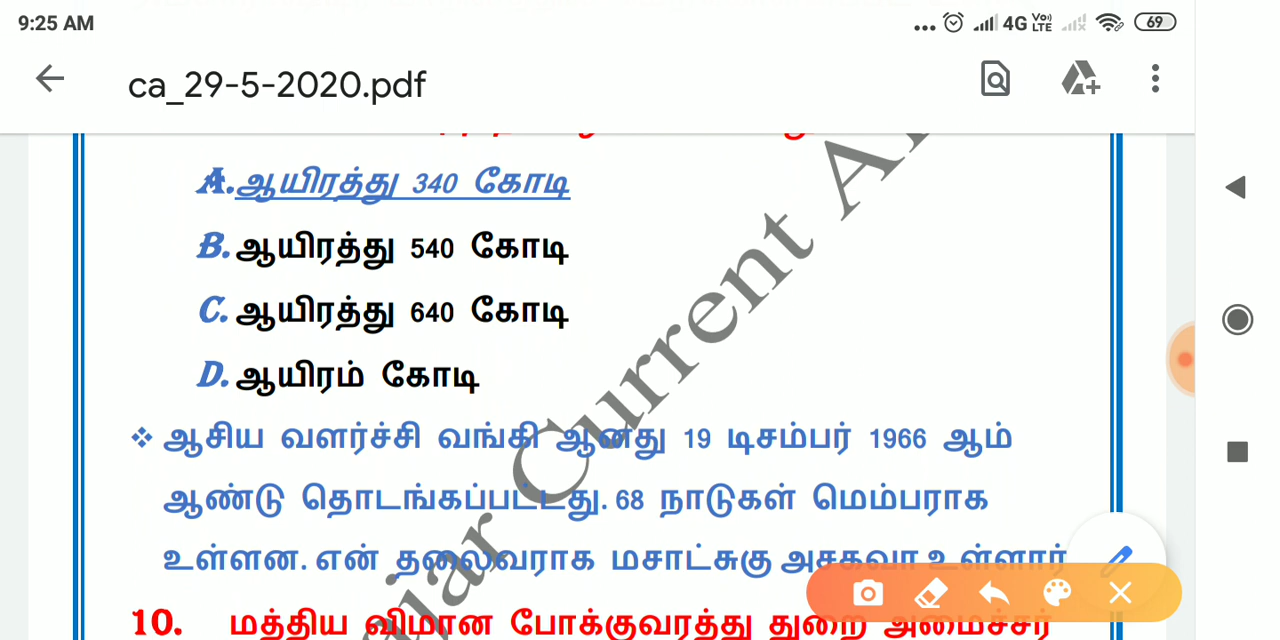 9:25 AM
4G VoLTE 69
ca_29-5-2020.pdf
A. ஆயிரத்து 340 கோடி
B. ஆயிரத்து 540 கோடி
C. ஆயிரத்து 640 கோடி
D. ஆயிரம் கோடி
❖ ஆசிய வளர்ச்சி வங்கி ஆனது 19 டிசம்பர் 1966 ஆம்
ஆண்டு தொடங்கப்பட்டது. 68 நாடுகள் மெம்பராக
உள்ளன. என் தலைவராக மசாட்சுகு அசகவா உள்ளார்
10. மத்திய விமான போக்குவரத்து துறை அமைச்சர்
Current